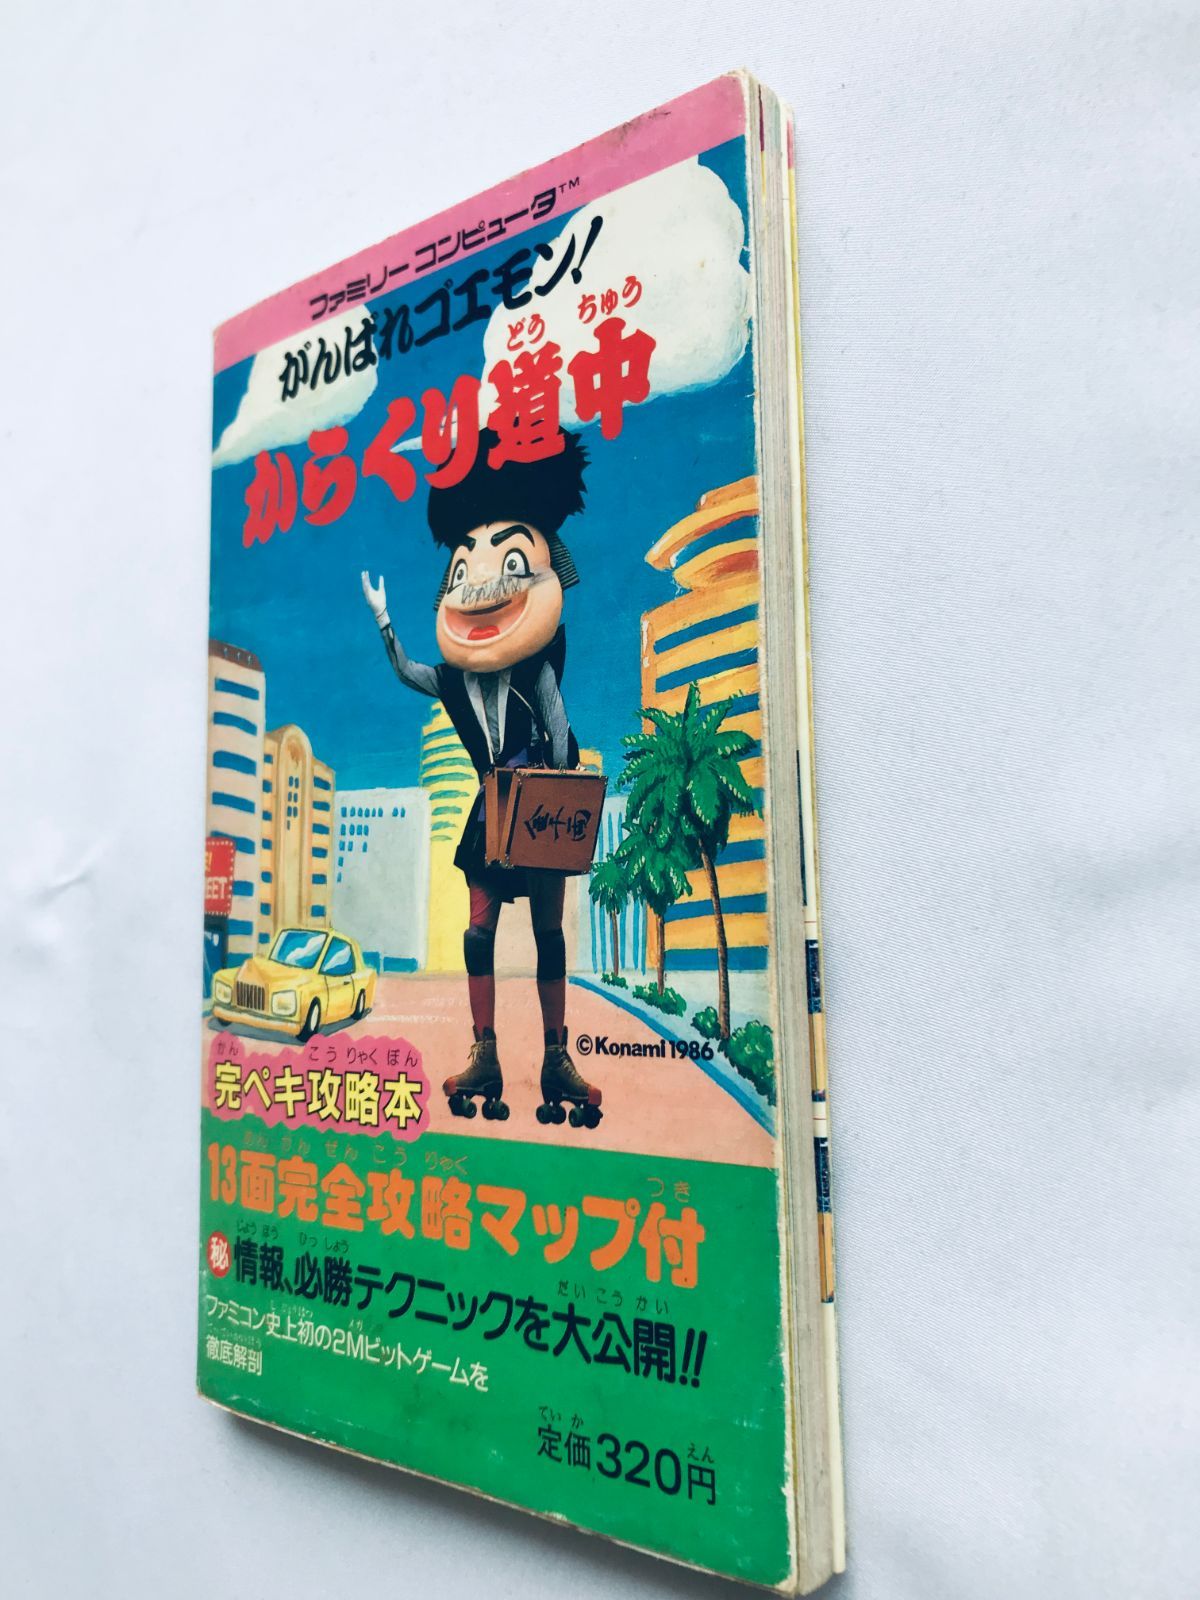 ファミリー コンピュータ™
がんばれゴエモン!
どう ちゅう
からくり道中
金千両
EET
©Konami 1986
かん こうりゃくぼん
完ペキ攻略本
めんかんぜんこうりゃく つき
13面完全攻略マップ付
じょうほう ひっしょう だいこうかい
㊙情報、必勝テクニックを大公開!!
しじょうはつ メガ
ファミコン史上初の2Mビットゲームを
てっていかいぼう
徹底解剖
ていか えん
定価320円